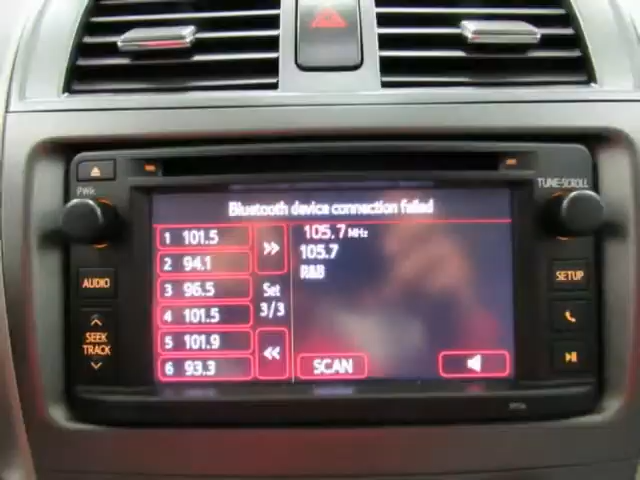 PWR
TUNE•SCROLL
Bluetooth device connection failed
1 101.5
2 94.1
3 96.5
4 101.5
5 101.9
6 93.3
Set
3/3
105.7 MHz
105.7
R&B
SCAN
AUDIO
SEEK
TRACK
SETUP